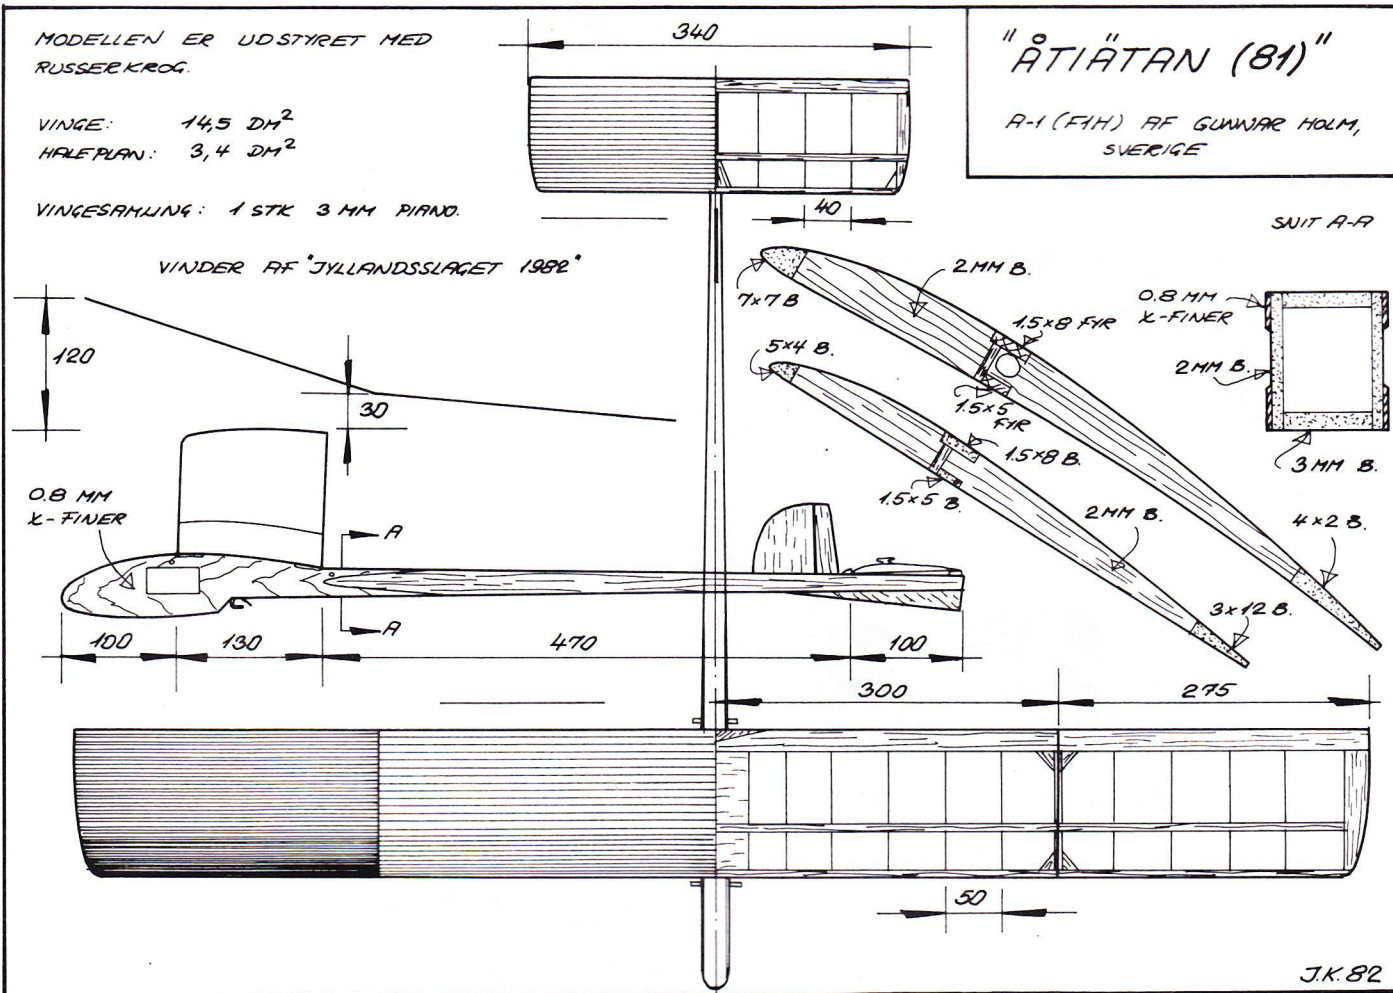 MODELLEN ER UDSTYRET MED
RUSSERKROG.
VINGE: 14,5 DM²
HALEPLAN: 3,4 DM²
VINGESAMLING: 1 STK 3 MM PIANO.
VINDER AF "JYLLANDSSLAGET 1982"
"ÅTIÄTAN (81)"
A-1 (F1H) AF GUNNAR HOLM,
SVERIGE
340
40
SNIT A-A
0.8 MM
X-FINER
2 MM B.
3 MM B.
7×7 B
2 MM B.
1.5×8 FYR
1.5×5
FYR
4×2 B.
5×4 B.
1.5×8 B.
1.5×5 B.
2 MM B.
3×12 B.
120
30
0.8 MM
X-FINER
A
A
100
130
470
100
300
275
50
J.K. 82